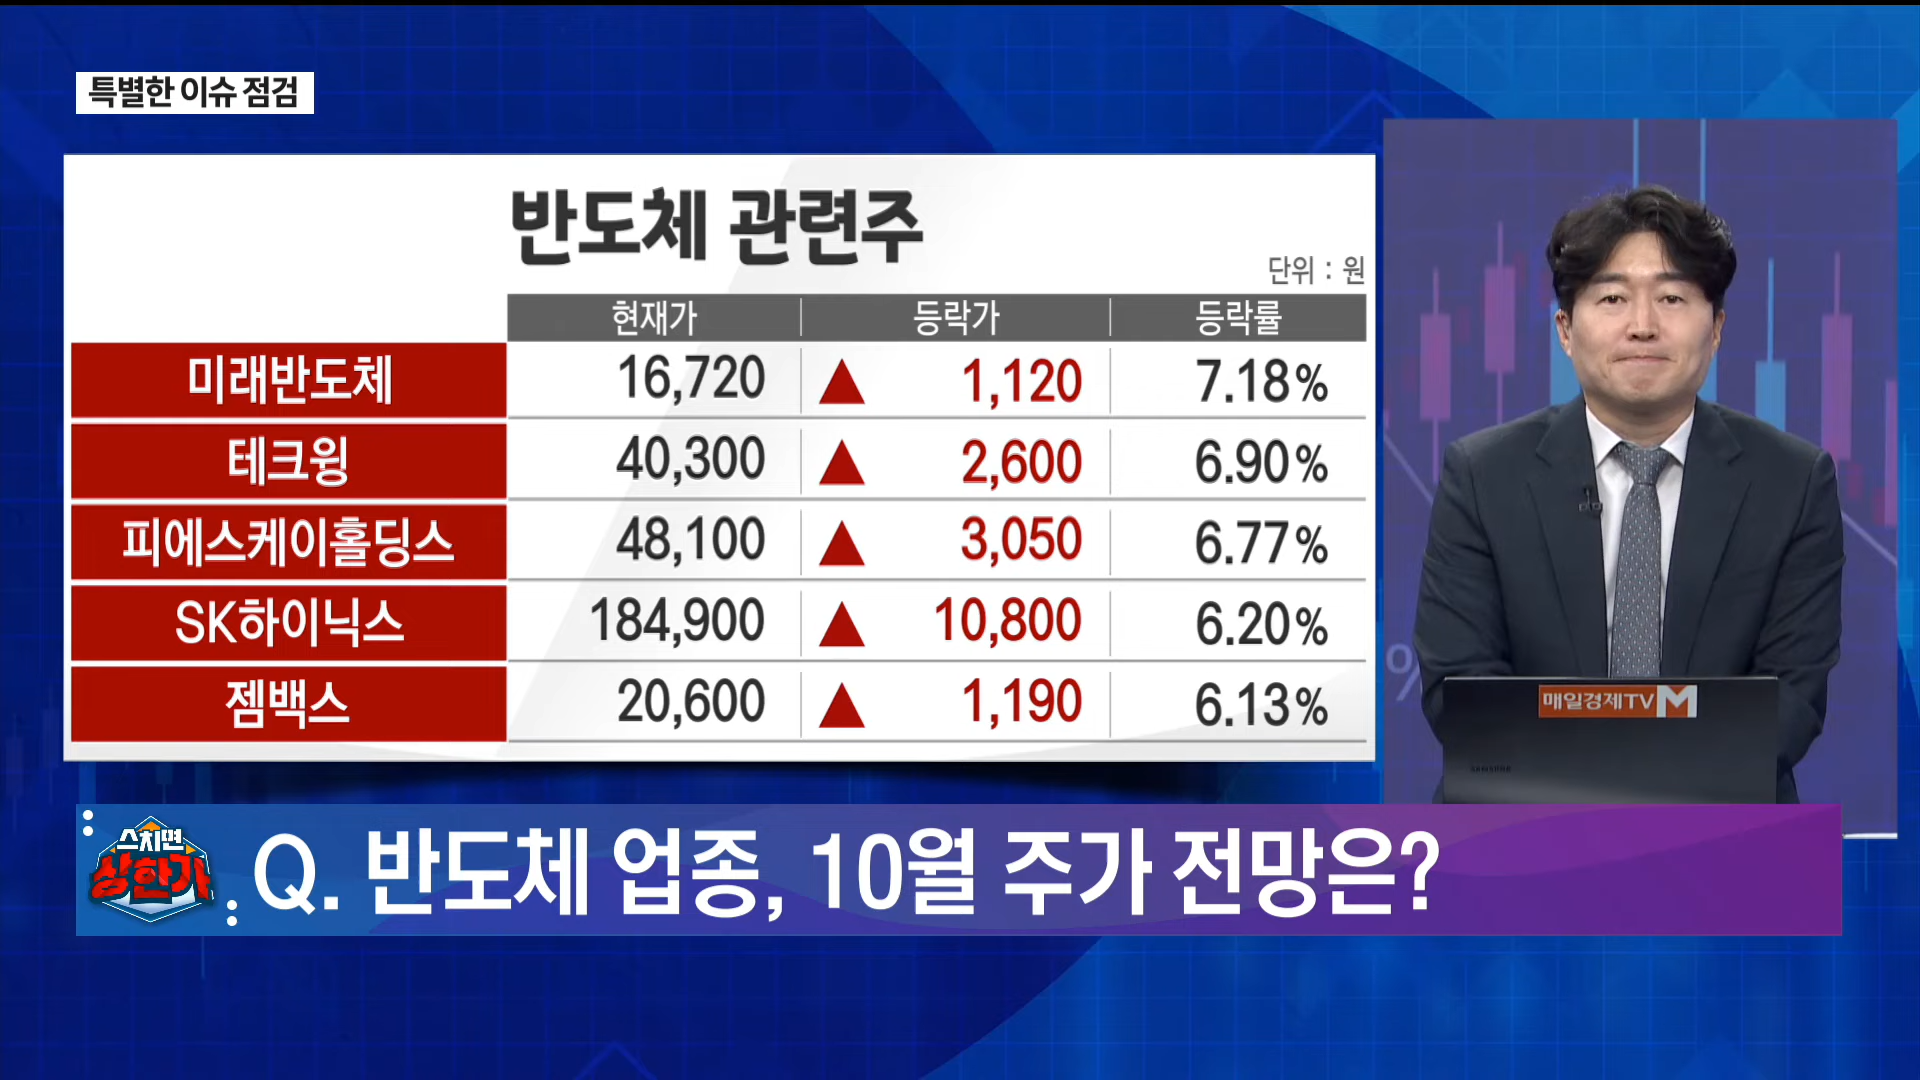 특별한 이슈 점검
반도체 관련주
단위 : 원
현재가 등락가 등락률
미래반도체 16,720 ▲ 1,120 7.18%
테크윙 40,300 ▲ 2,600 6.90%
피에스케이홀딩스 48,100 ▲ 3,050 6.77%
SK하이닉스 184,900 ▲ 10,800 6.20%
젬백스 20,600 ▲ 1,190 6.13%
%
매일경제TV M
SAMSUNG
스치면
상한가
Q. 반도체 업종, 10월 주가 전망은?